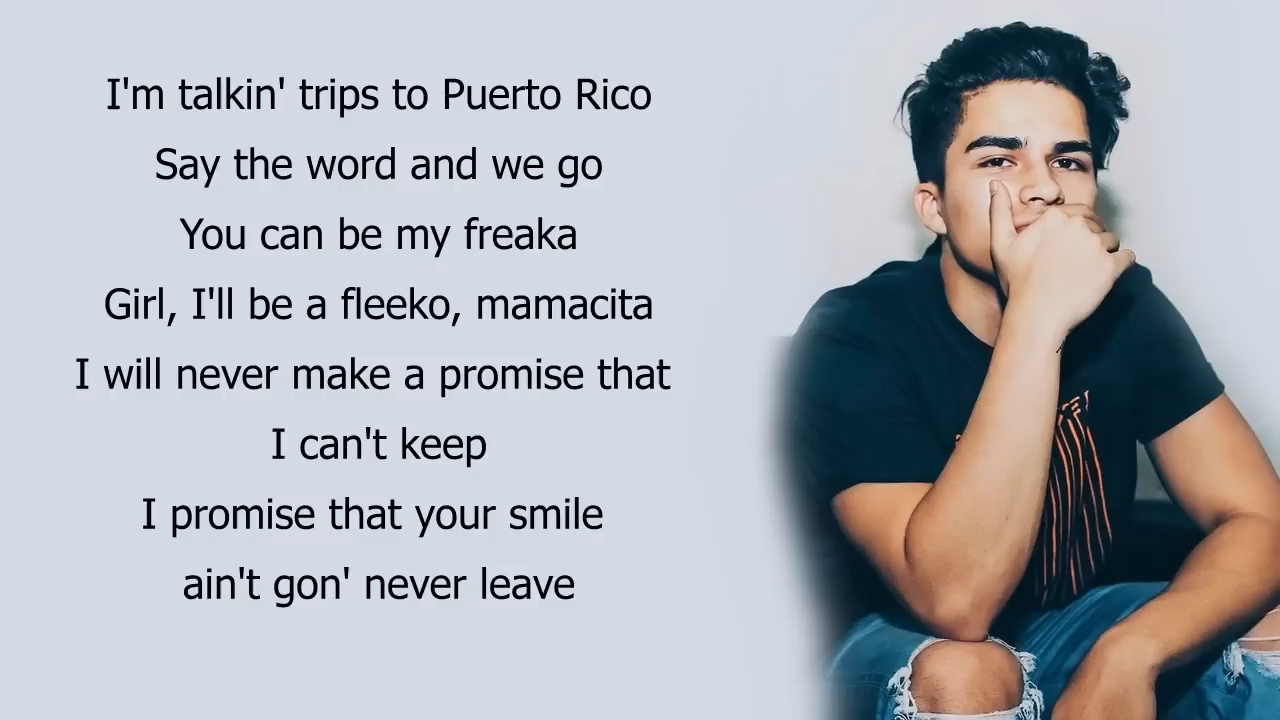 I'm talkin' trips to Puerto Rico
Say the word and we go
You can be my freaka
Girl, I'll be a fleeko, mamacita
I will never make a promise that
I can't keep
I promise that your smile
ain't gon' never leave